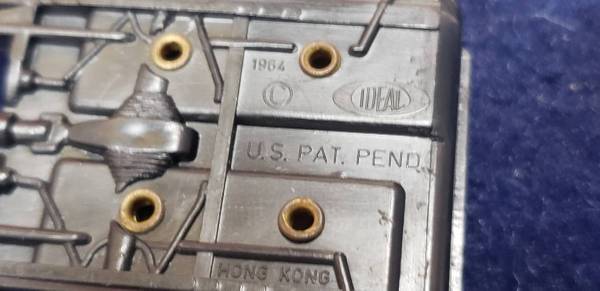 1964
© IDEAL
U.S. PAT. PEND.
HONG KONG